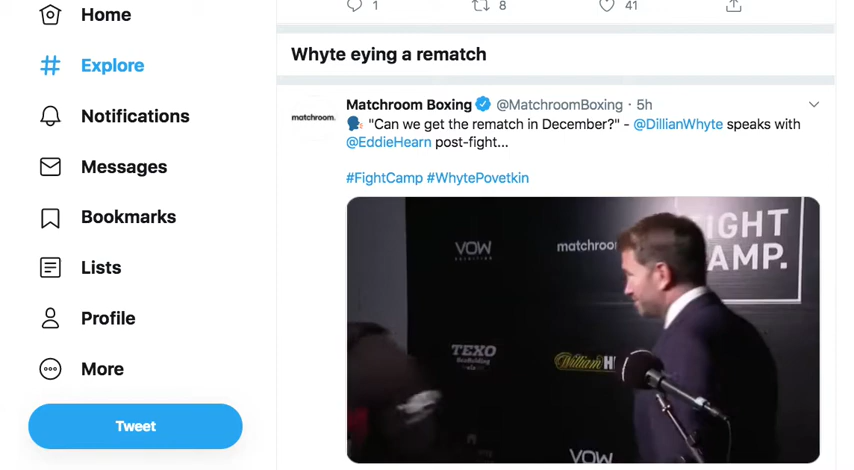 1 8 41
Home
Explore
Notifications
Messages
Bookmarks
Lists
Profile
More
Tweet
Whyte eying a rematch
matchroom.
Matchroom Boxing @MatchroomBoxing · 5h
"Can we get the rematch in December?" - @DillianWhyte speaks with
@EddieHearn post-fight...
#FightCamp #WhytePovetkin
VOW
matchroo
FIGHT
AMP.
TEXO
William H
VOW